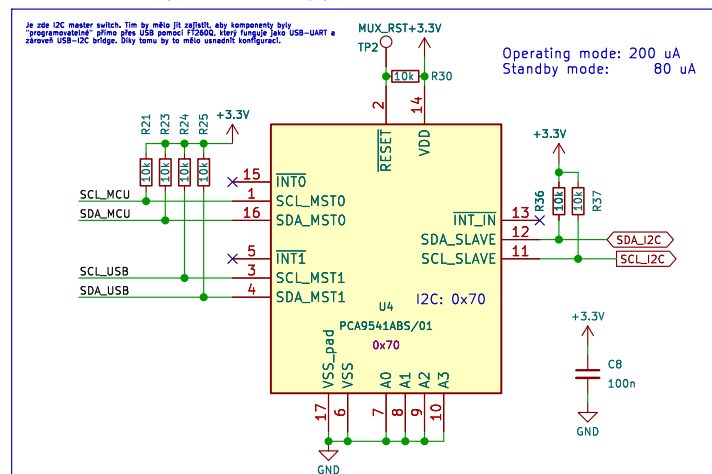 Je zde I2C master switch. Tím by mělo jít zajistit, aby komponenty byly
"programovatelné" přímo přes USB pomocí FT260Q, který funguje jako USB-UART a
zároveň USB-I2C bridge. Díky tomu by to mělo usnadnit konfiguraci.
MUX_RST +3.3V
TP2
10k R30
Operating mode: 200 uA
Standby mode: 80 uA
2
14
RESET
VDD
R21
R23
R24
R25
+3.3V
10k
10k
10k
10k
15 INT0
SCL_MCU 1 SCL_MST0
SDA_MCU 16 SDA_MST0
5 INT1
SCL_USB 3 SCL_MST1
SDA_USB 4 SDA_MST1
+3.3V
R36
10k
10k
R37
INT_IN 13
SDA_SLAVE 12 SDA_I2C
SCL_SLAVE 11 SCL_I2C
I2C: 0x70
U4
PCA9541ABS/01
0x70
VSS_pad
VSS
A0
A1
A2
A3
17
6
7
8
9
10
GND
+3.3V
C8
100n
GND